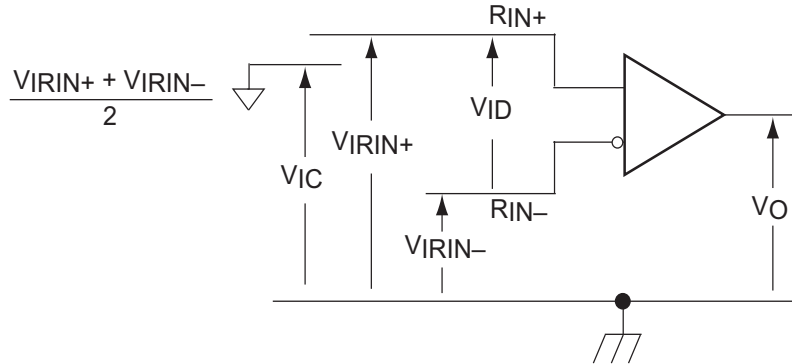 RIN+
VIRIN+ + VIRIN–
2
VID
VIRIN+
VIC
RIN–
VO
VIRIN–